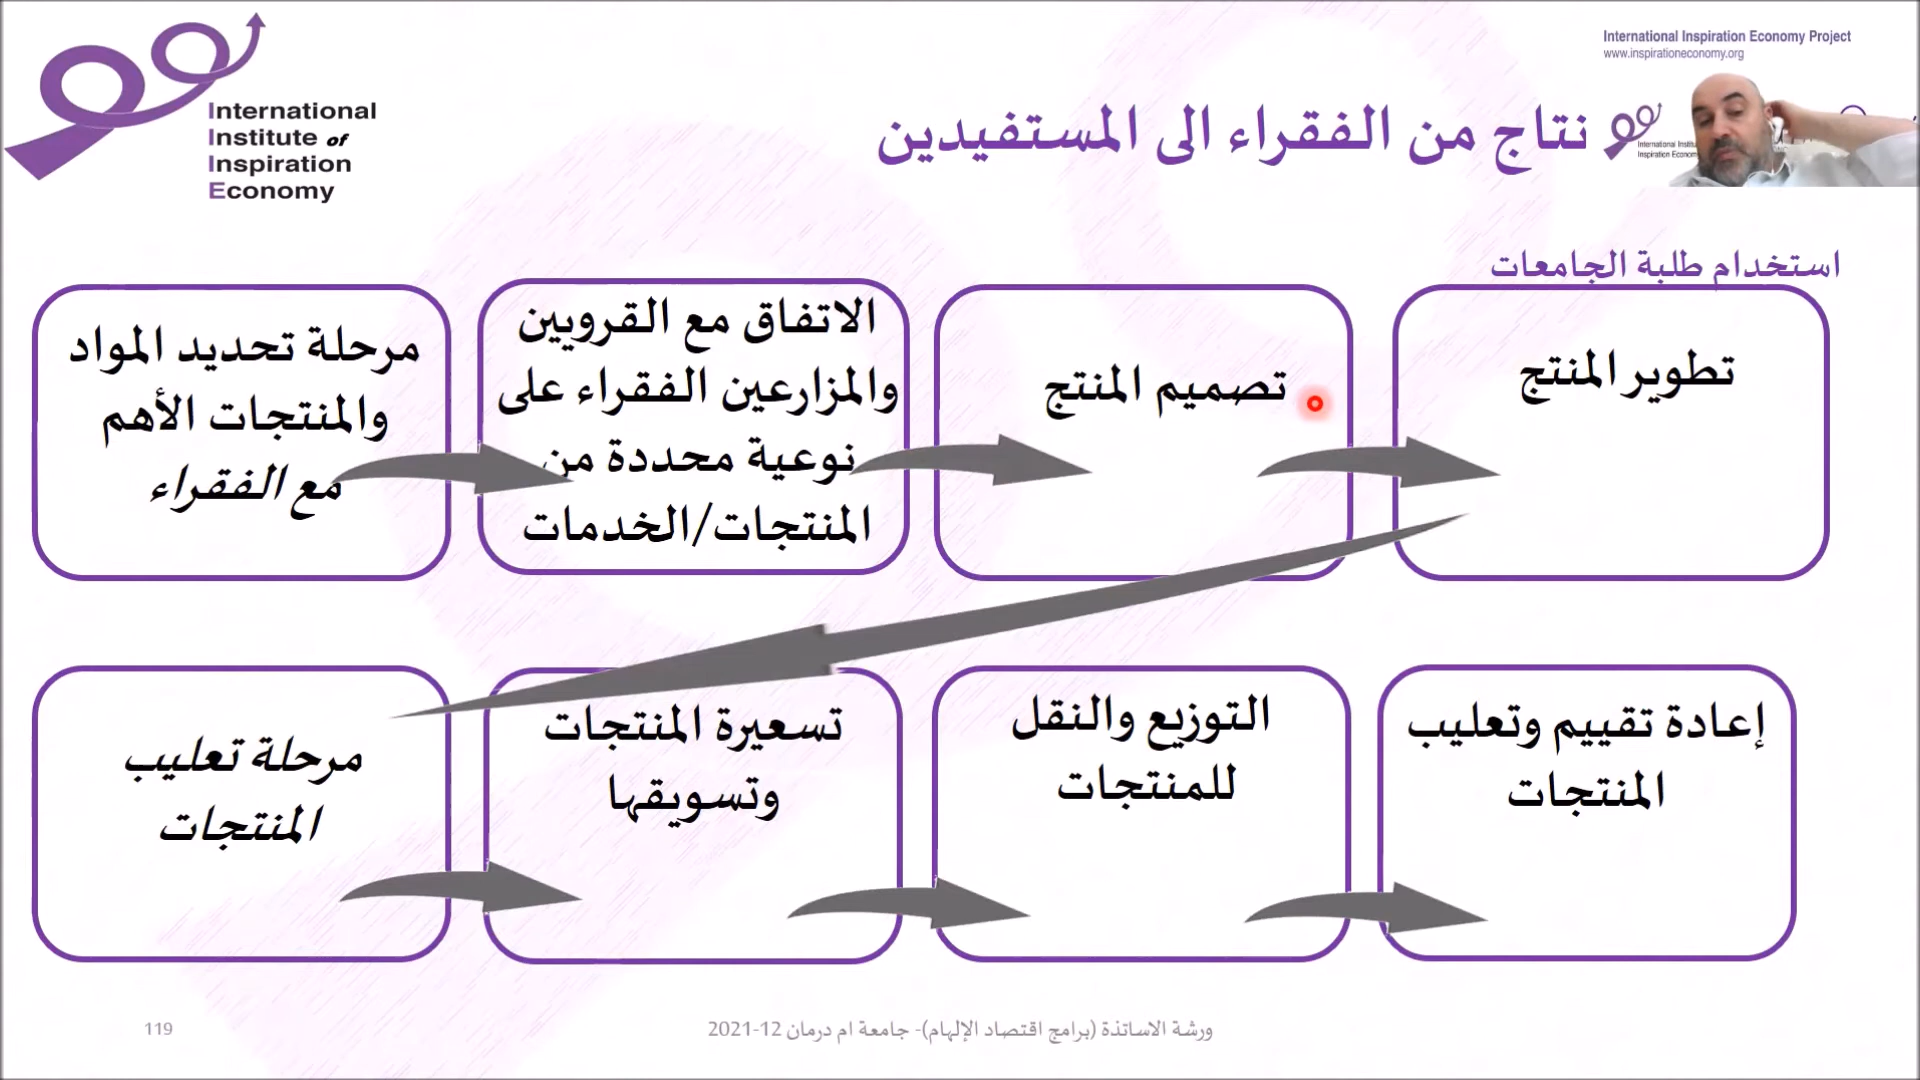 International
Institute of
Inspiration
Economy
International Inspiration Economy Project
www.inspirationeconomy.org
نتاج من الفقراء الى المستفيدين
استخدام طلبة الجامعات
مرحلة تحديد المواد
والمنتجات الأهم
مع الفقراء
الاتفاق مع القرويين
والمزارعين الفقراء على
نوعية محددة من
المنتجات/الخدمات
تصميم المنتج
تطوير المنتج
مرحلة تعليب
المنتجات
تسعيرة المنتجات
وتسويقها
التوزيع والنقل
للمنتجات
إعادة تقييم وتعليب
المنتجات
119
ورشة الاساتذة (برامج اقتصاد الإلهام)- جامعة ام درمان 12-2021